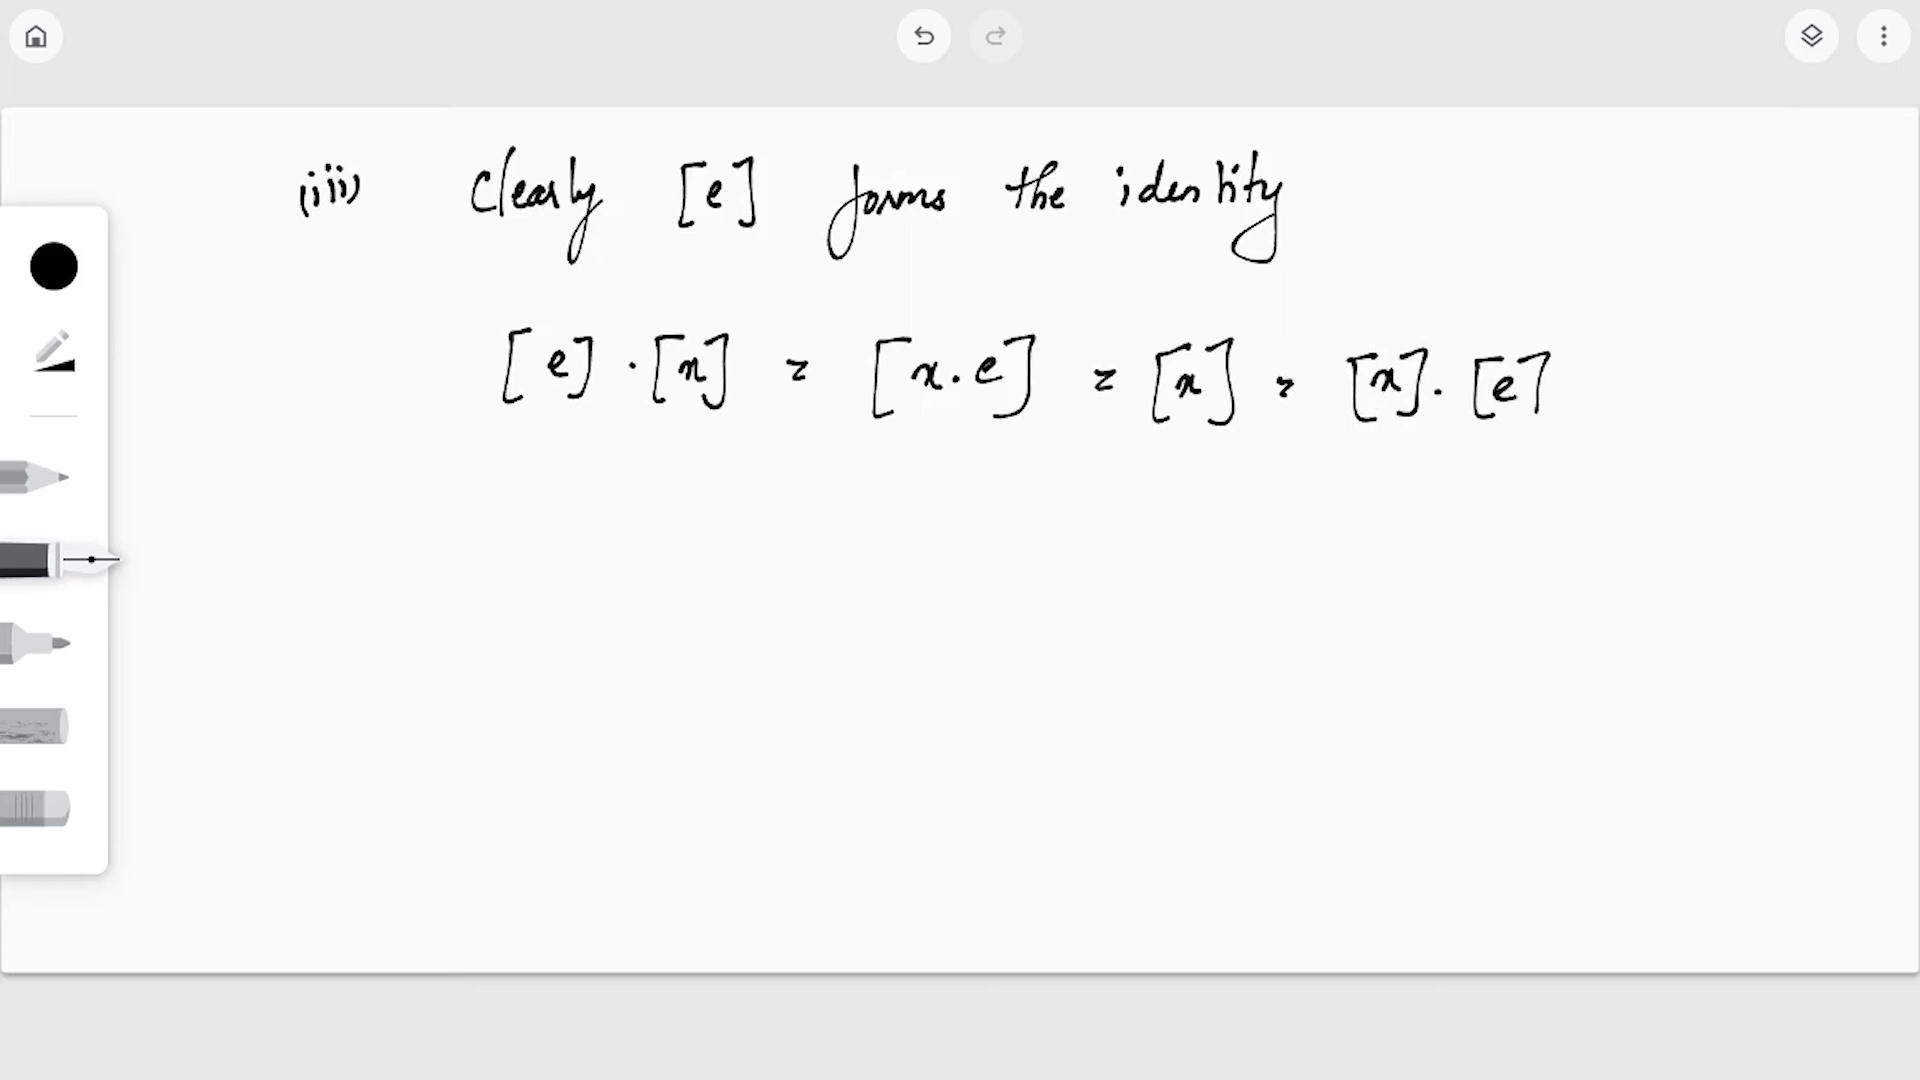 (iii) Clearly [e] forms the identity
[e] . [x] = [x.e] = [x] = [x] . [e]